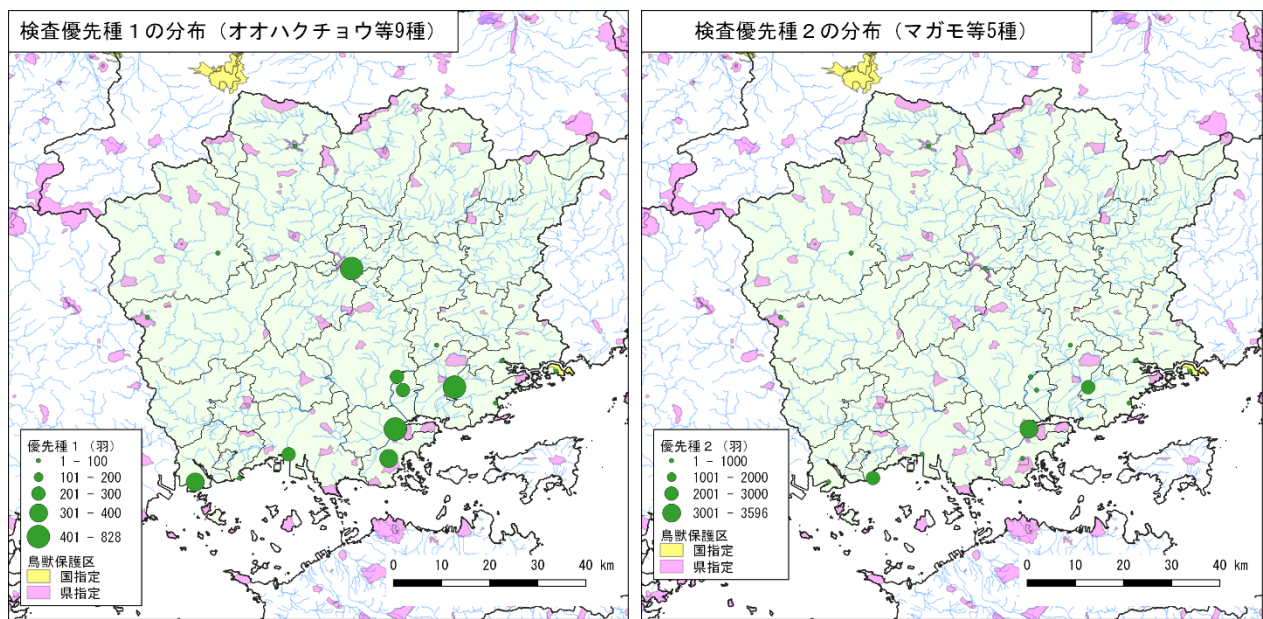 検査優先種１の分布（オオハクチョウ等9種）
優先種１（羽）
1 - 100
101 - 200
201 - 300
301 - 400
401 - 828
鳥獣保護区
国指定
県指定
0 10 20 30 40 km
検査優先種２の分布（マガモ等5種）
優先種２（羽）
1 - 1000
1001 - 2000
2001 - 3000
3001 - 3596
鳥獣保護区
国指定
県指定
0 10 20 30 40 km